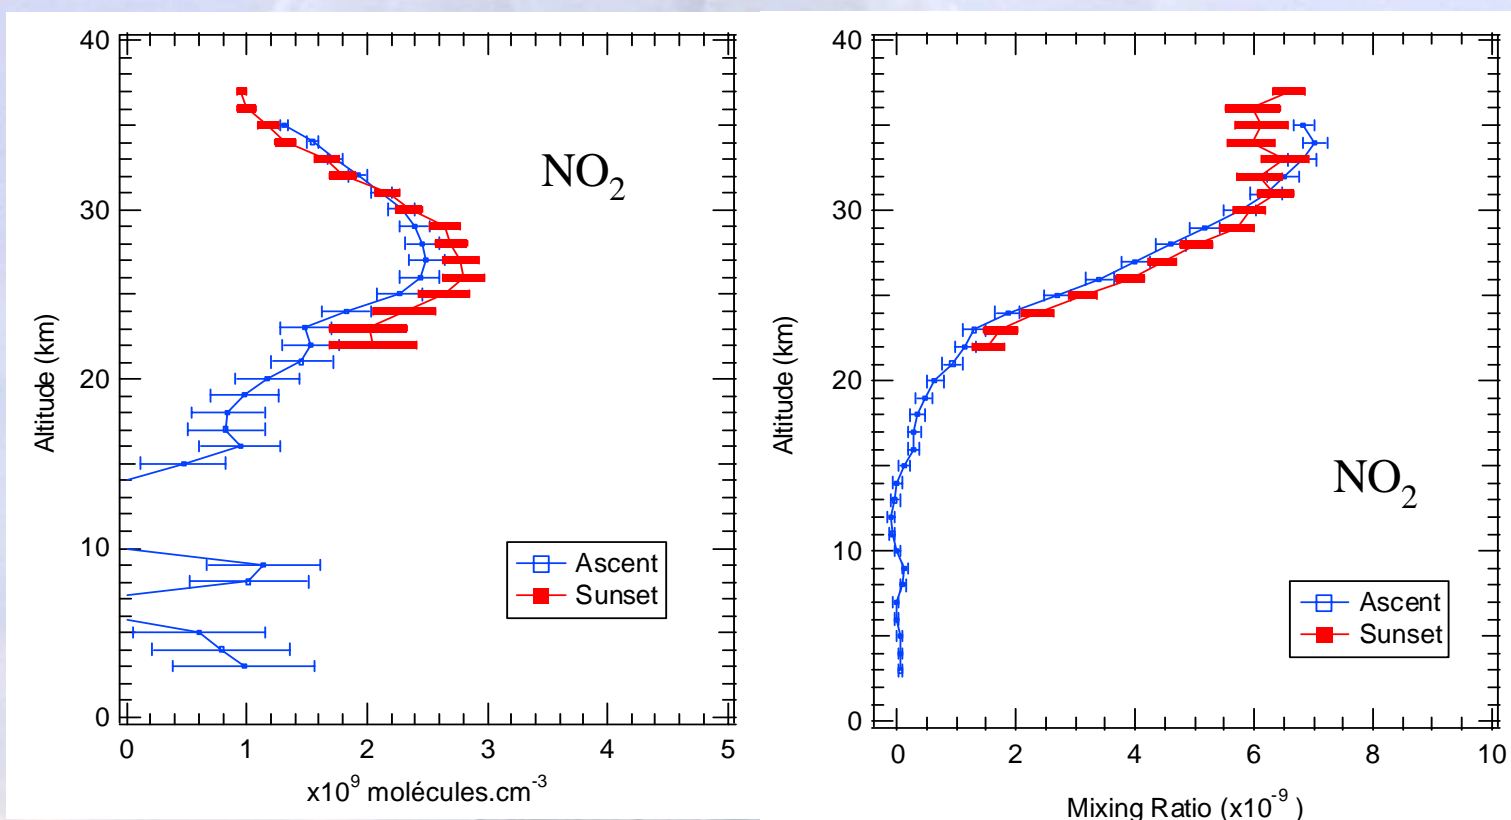 40
30
20
10
0
Altitude (km)
NO₂
Ascent
Sunset
0 1 2 3 4 5
x10⁹ molécules.cm⁻³
40
30
20
10
0
Altitude (km)
NO₂
Ascent
Sunset
0 2 4 6 8 10
Mixing Ratio (x10⁻⁹ )